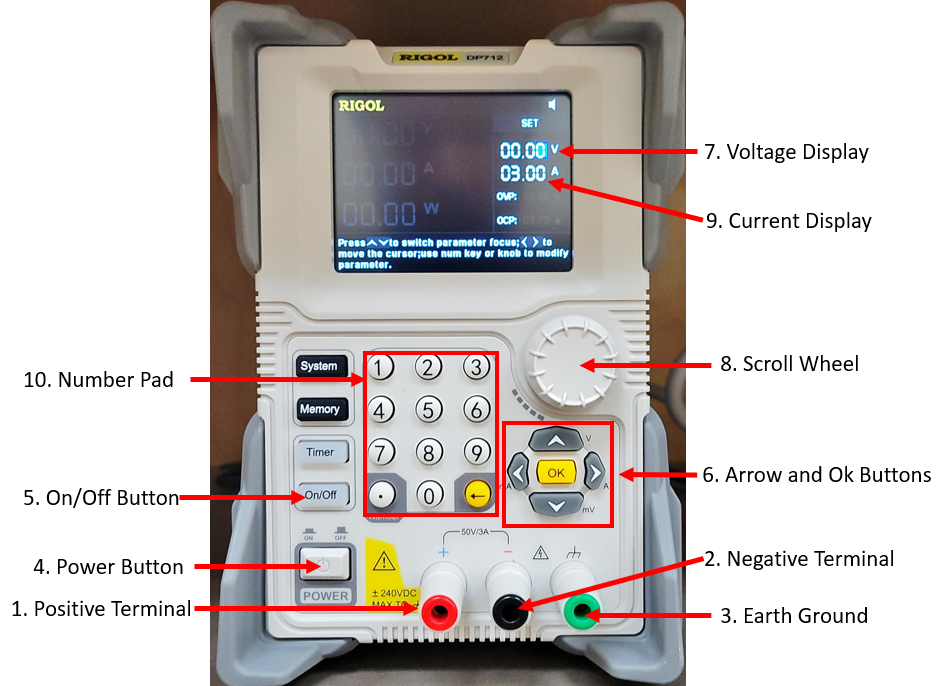 RIGOL DP712
RIGOL
SET
00.00 V
00.00 V
03.00 A
00.00 A
OVP:
00.00 W
OCP:
Press to switch parameter focus; to
move the cursor;use num key or knob to modify
parameter.
7. Voltage Display
9. Current Display
8. Scroll Wheel
10. Number Pad
System
Memory
Timer
On/Off
1 2 3
4 5 6
7 8 9
. 0 ←
Number
V
OK
A
mV
6. Arrow and Ok Buttons
5. On/Off Button
ON OFF
POWER
4. Power Button
50V/3A
+ −
± 240VDC
MAX TO
2. Negative Terminal
1. Positive Terminal
3. Earth Ground